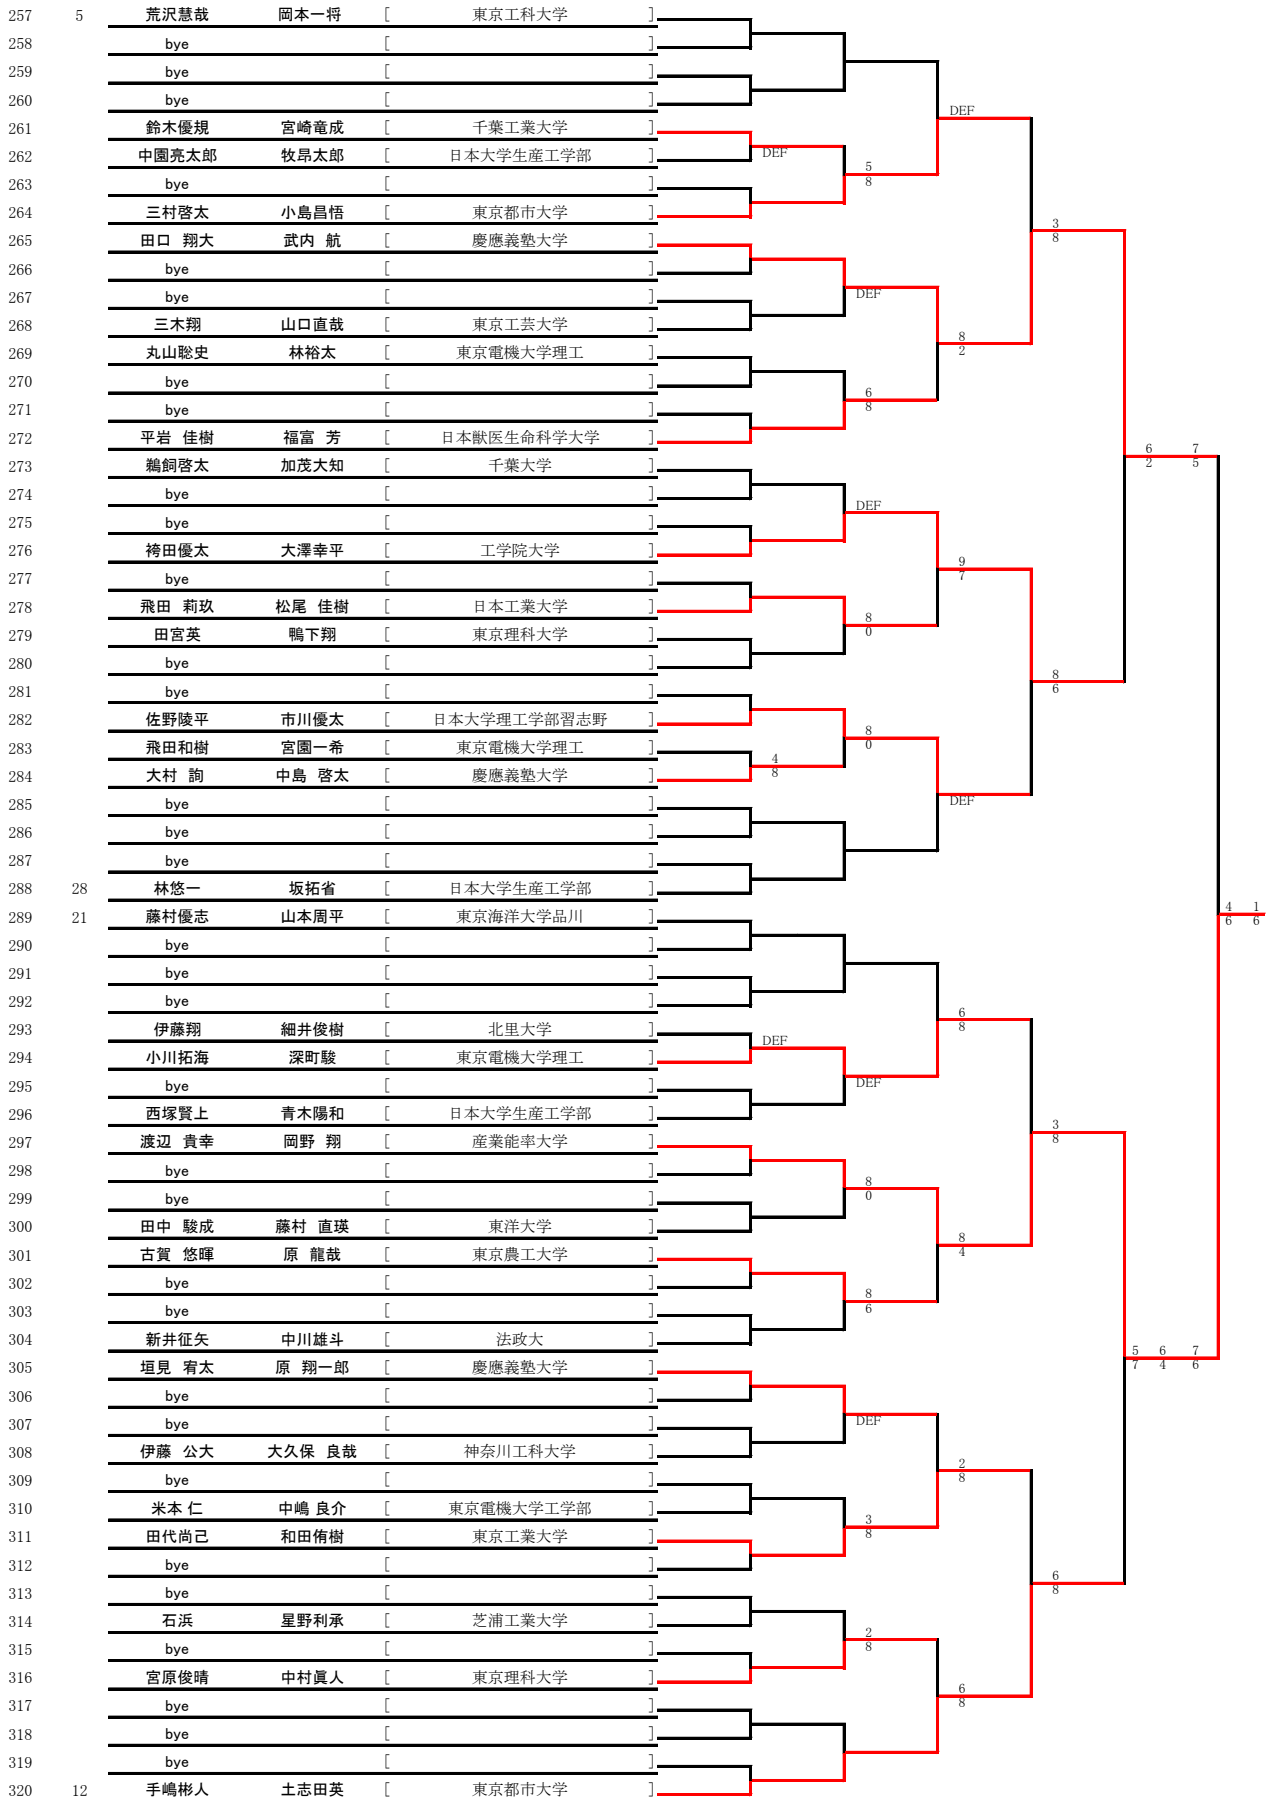 257 5 荒沢慧哉 岡本一将 [ 東京工科大学 ]
258 bye [ ]
259 bye [ ]
260 bye [ ]
DEF
261 鈴木優規 宮崎竜成 [ 千葉工業大学 ]
262 中園亮太郎 牧昂太郎 [ 日本大学生産工学部 ] DEF
5
263 bye [ ] 8
264 三村啓太 小島昌悟 [ 東京都市大学 ]
3
265 田口 翔大 武内 航 [ 慶應義塾大学 ] 8
266 bye [ ]
267 bye [ ] DEF
268 三木翔 山口直哉 [ 東京工芸大学 ]
8
269 丸山聡史 林裕太 [ 東京電機大学理工 ] 2
270 bye [ ]
6
271 bye [ ] 8
272 平岩 佳樹 福富 芳 [ 日本獣医生命科学大学 ]
6 7
273 鵜飼啓太 加茂大知 [ 千葉大学 ] 2 5
274 bye [ ]
DEF
275 bye [ ]
276 袴田優太 大澤幸平 [ 工学院大学 ]
9
277 bye [ ] 7
278 飛田 莉玖 松尾 佳樹 [ 日本工業大学 ]
8
279 田宮英 鴨下翔 [ 東京理科大学 ] 0
280 bye [ ]
8
281 bye [ ] 6
282 佐野陵平 市川優太 [ 日本大学理工学部習志野 ]
8
283 飛田和樹 宮園一希 [ 東京電機大学理工 ] 0
4
284 大村 詢 中島 啓太 [ 慶應義塾大学 ] 8
285 bye [ ] DEF
286 bye [ ]
287 bye [ ]
288 28 林悠一 坂拓省 [ 日本大学生産工学部 ]
4 1
289 21 藤村優志 山本周平 [ 東京海洋大学品川 ] 6 6
290 bye [ ]
291 bye [ ]
292 bye [ ]
6
293 伊藤翔 細井俊樹 [ 北里大学 ] 8
DEF
294 小川拓海 深町駿 [ 東京電機大学理工 ]
295 bye [ ] DEF
296 西塚賢上 青木陽和 [ 日本大学生産工学部 ]
3
297 渡辺 貴幸 岡野 翔 [ 産業能率大学 ] 8
298 bye [ ]
8
299 bye [ ] 0
300 田中 駿成 藤村 直瑛 [ 東洋大学 ]
8
301 古賀 悠暉 原 龍哉 [ 東京農工大学 ] 4
302 bye [ ]
8
303 bye [ ] 6
304 新井征矢 中川雄斗 [ 法政大 ]
5 6 7
305 垣見 宥太 原 翔一郎 [ 慶應義塾大学 ] 7 4 6
306 bye [ ]
307 bye [ ] DEF
308 伊藤 公大 大久保 良哉 [ 神奈川工科大学 ]
2
309 bye [ ] 8
310 米本 仁 中嶋 良介 [ 東京電機大学工学部 ]
3
311 田代尚己 和田侑樹 [ 東京工業大学 ] 8
312 bye [ ]
6
313 bye [ ] 8
314 石浜 星野利承 [ 芝浦工業大学 ]
2
315 bye [ ] 8
316 宮原俊晴 中村眞人 [ 東京理科大学 ]
6
317 bye [ ] 8
318 bye [ ]
319 bye [ ]
320 12 手嶋彬人 土志田英 [ 東京都市大学 ]